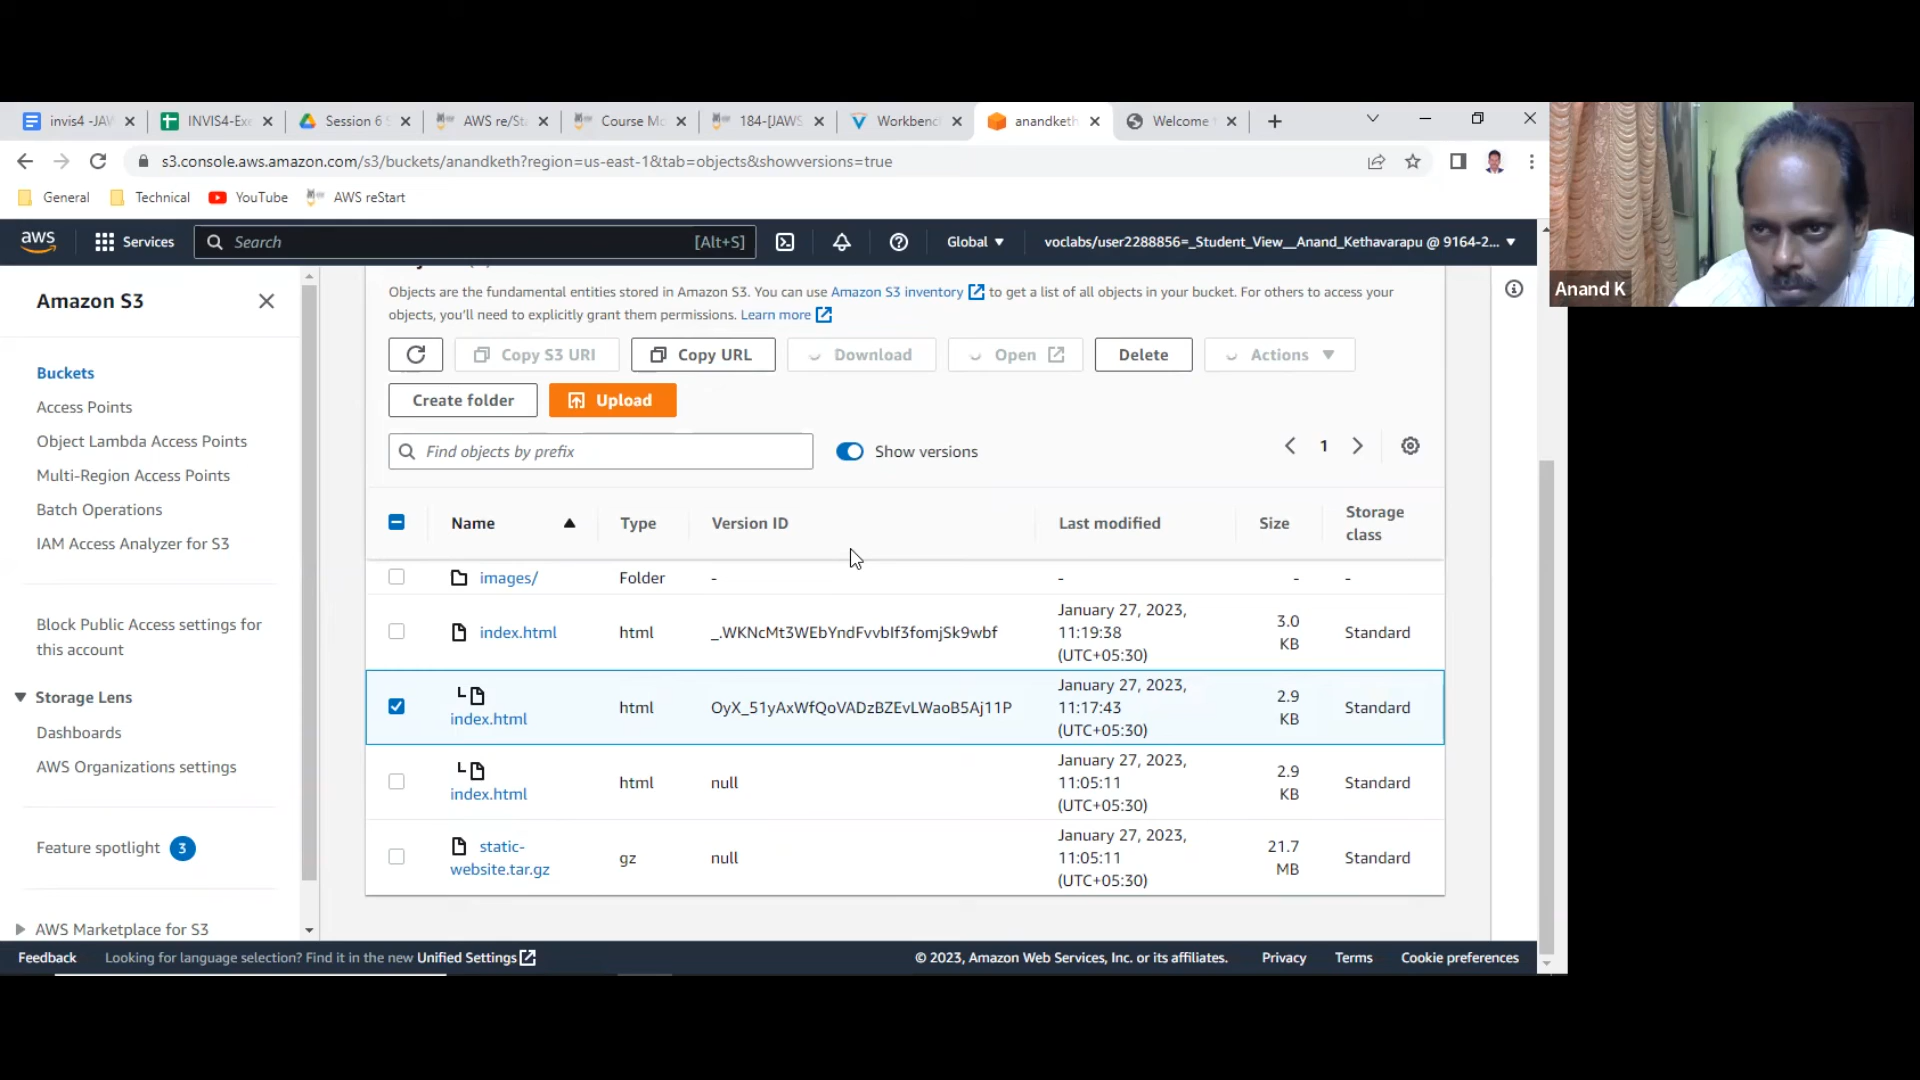 invis4 -JAW
INVIS4-Exe
Session 6 S
AWS re/Sta
Course Mo
184-[JAWS
Workbenc
anandketh
Welcome t
s3.console.aws.amazon.com/s3/buckets/anandketh?region=us-east-1&tab=objects&showversions=true
General
Technical
YouTube
AWS reStart
aws
Services
Search
[Alt+S]
Global
voclabs/user2288856=_Student_View__Anand_Kethavarapu @ 9164-2...
Anand K
Amazon S3
Buckets
Access Points
Object Lambda Access Points
Multi-Region Access Points
Batch Operations
IAM Access Analyzer for S3
Block Public Access settings for
this account
Storage Lens
Dashboards
AWS Organizations settings
Feature spotlight 3
AWS Marketplace for S3
Objects are the fundamental entities stored in Amazon S3. You can use Amazon S3 inventory to get a list of all objects in your bucket. For others to access your
objects, you'll need to explicitly grant them permissions. Learn more
Copy S3 URI
Copy URL
Download
Open
Delete
Actions
Create folder
Upload
Find objects by prefix
Show versions
1
Name Type Version ID Last modified Size Storage
class
images/ Folder - - - -
index.html html _.WKNcMt3WEbYndFvvbIf3fomjSk9wbf January 27, 2023,
11:19:38
(UTC+05:30) 3.0
KB Standard
index.html html OyX_51yAxWfQoVADzBZEvLWaoB5Aj11P January 27, 2023,
11:17:43
(UTC+05:30) 2.9
KB Standard
index.html html null January 27, 2023,
11:05:11
(UTC+05:30) 2.9
KB Standard
static-
website.tar.gz gz null January 27, 2023,
11:05:11
(UTC+05:30) 21.7
MB Standard
Feedback
Looking for language selection? Find it in the new Unified Settings
© 2023, Amazon Web Services, Inc. or its affiliates.
Privacy
Terms
Cookie preferences